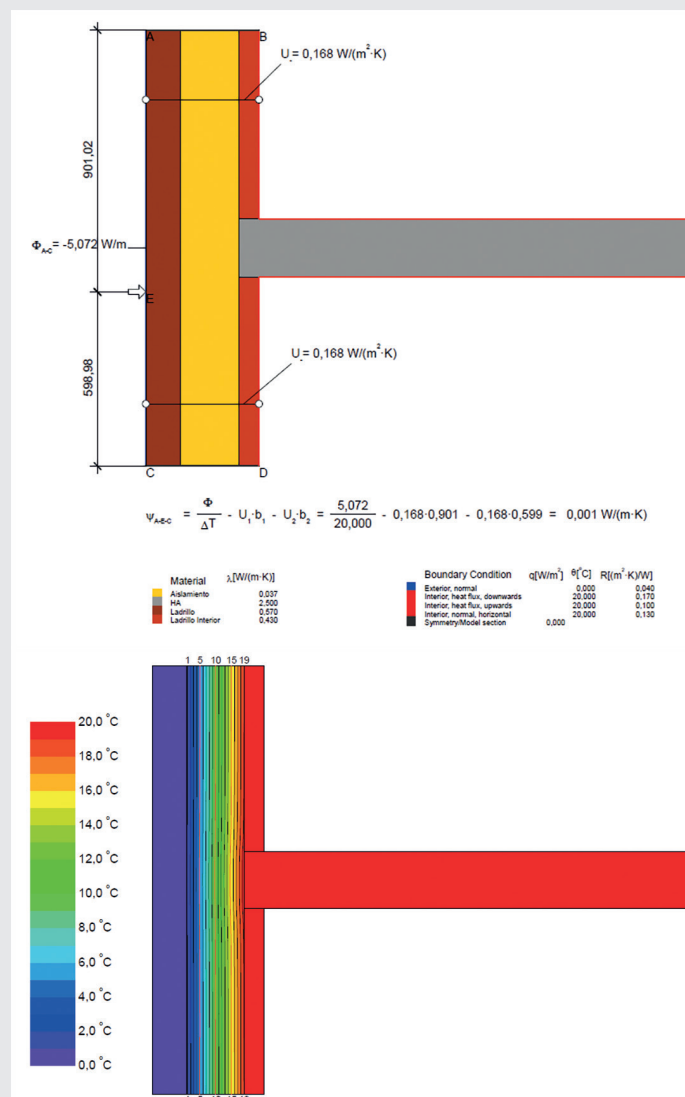 A
B
U = 0,168 W/(m²·K)
901,02
Φ A-C = -5,072 W/m
E
598,98
U = 0,168 W/(m²·K)
C
D
ψ A-E-C = Φ / ΔT - U₁·b₁ - U₂·b₂ = 5,072 / 20,000 - 0,168·0,901 - 0,168·0,599 = 0,001 W/(m·K)
Material λ[W/(m·K)]
Aislamiento 0,037
HA 2,500
Ladrillo 0,570
Ladrillo Interior 0,430
Boundary Condition q[W/m²] θ[°C] R[(m²·K)/W]
Exterior, normal 0,000 0,040
Interior, heat flux, downwards 20,000 0,170
Interior, heat flux, upwards 20,000 0,100
Interior, normal, horizontal 20,000 0,130
Symmetry/Model section 0,000
1 5 10 15 19
20,0 °C
18,0 °C
16,0 °C
14,0 °C
12,0 °C
10,0 °C
8,0 °C
6,0 °C
4,0 °C
2,0 °C
0,0 °C